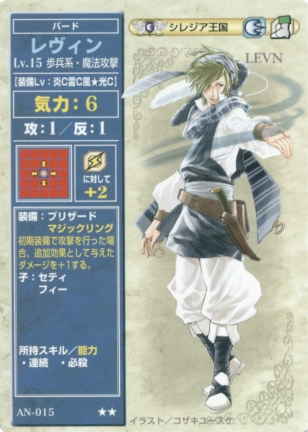 バード
シレジア王国
レヴィン
LEVN
Lv.15 歩兵系・魔法攻撃
[装備Lv：炎C雷C風★光C]
気力：6
攻：1／反：1
に対して
+2
装備：ブリザード
マジックリング
初期装備で攻撃を行った場
合、追加効果として与えた
ダメージを+1する。
子：セティ
フィー
所持スキル／能力
・連続　・必殺
AN-015
★★
イラスト／コザキユースケ